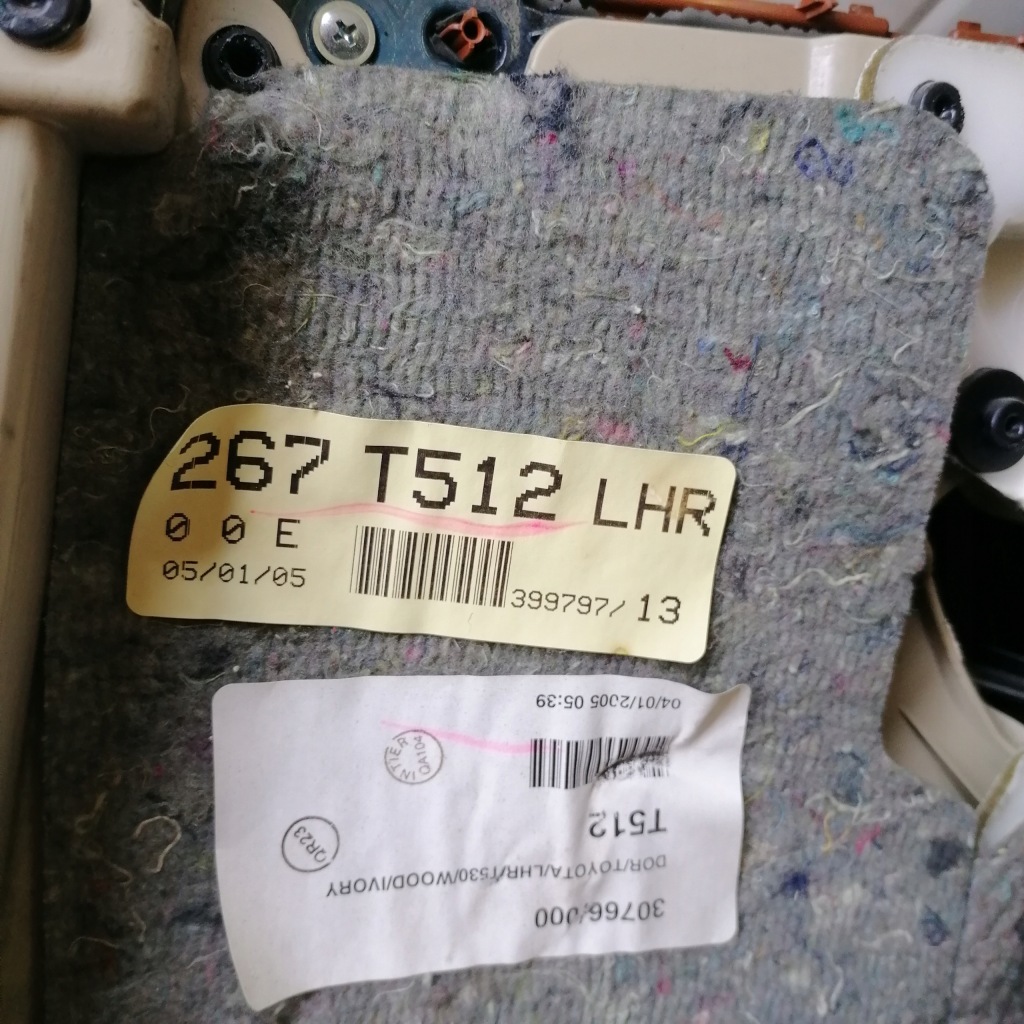 267 T512 LHR
0 0 E
05/01/05
399797/13
30766/000
DOR/TOYOTA/LHR/T530/WOOD/IVORY
T512
04/01/2005 05:39
QR23
INTIER
QA104